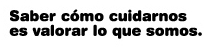 Saber cómo cuidarnos
es valorar lo que somos.